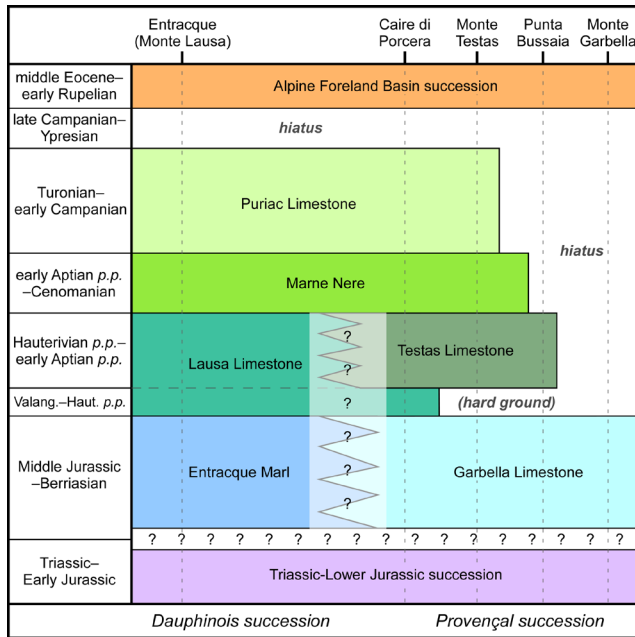 Entracque
(Monte Lausa)
Caire di
Porcera
Monte
Testas
Punta
Bussaia
Monte
Garbella
middle Eocene–
early Rupelian
Alpine Foreland Basin succession
late Campanian–
Ypresian
hiatus
Turonian–
early Campanian
Puriac Limestone
hiatus
early Aptian p.p.
–Cenomanian
Marne Nere
Hauterivian p.p.–
early Aptian p.p.
Lausa Limestone
?
?
Testas Limestone
Valang.–Haut. p.p.
?
(hard ground)
Middle Jurassic
–Berriasian
Entracque Marl
?
?
?
Garbella Limestone
? ? ? ? ? ? ? ? ? ? ? ? ? ? ? ? ?
Triassic–
Early Jurassic
Triassic-Lower Jurassic succession
Dauphinois succession
Provençal succession